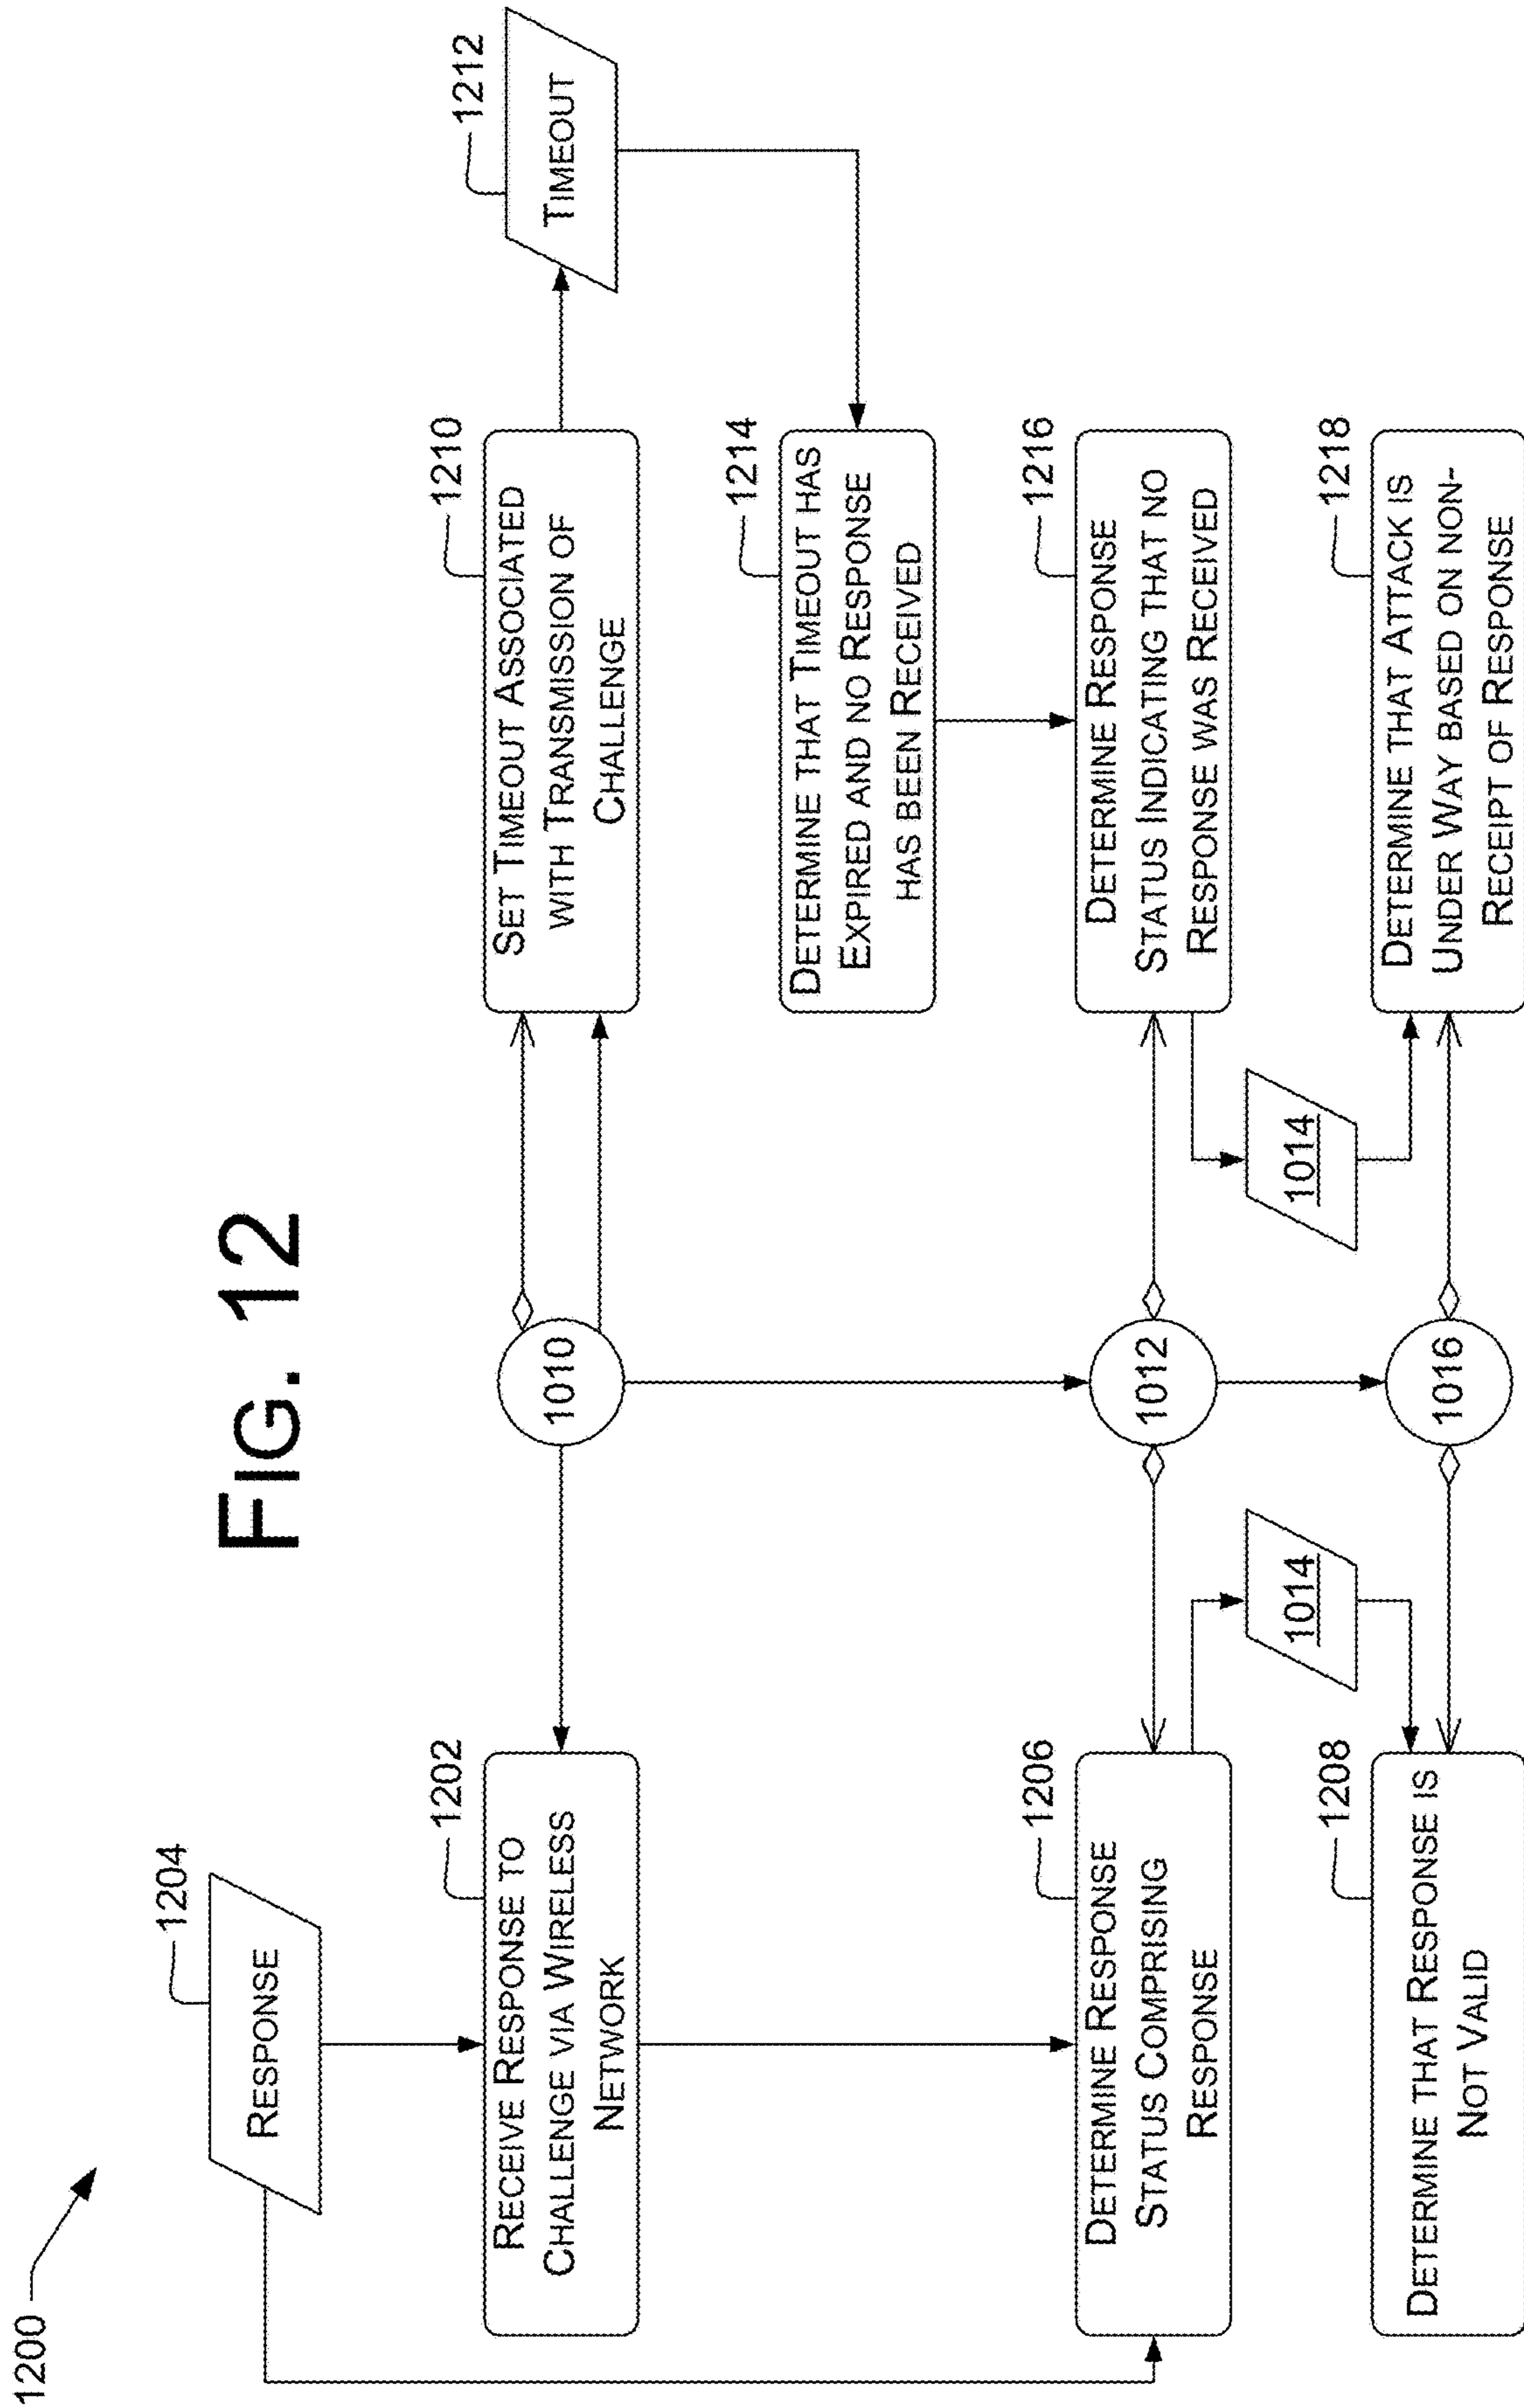 1200
FIG. 12
1204
RESPONSE
1202
RECEIVE RESPONSE TO
CHALLENGE VIA WIRELESS
NETWORK
1010
1210
SET TIMEOUT ASSOCIATED
WITH TRANSMISSION OF
CHALLENGE
1212
TIMEOUT
1214
DETERMINE THAT TIMEOUT HAS
EXPIRED AND NO RESPONSE
HAS BEEN RECEIVED
1206
DETERMINE RESPONSE
STATUS COMPRISING
RESPONSE
1012
1216
DETERMINE RESPONSE
STATUS INDICATING THAT NO
RESPONSE WAS RECEIVED
1014
1014
1208
DETERMINE THAT RESPONSE IS
NOT VALID
1016
1218
DETERMINE THAT ATTACK IS
UNDER WAY BASED ON NON-
RECEIPT OF RESPONSE